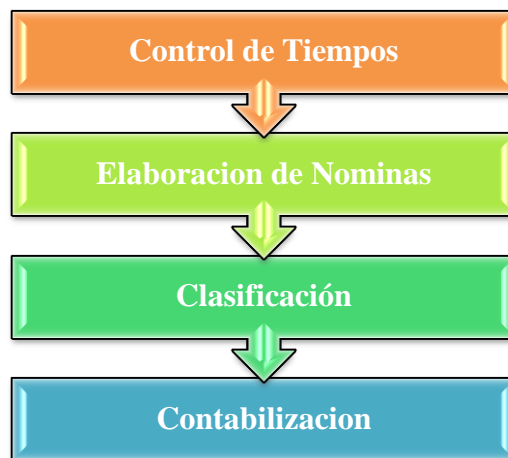 Control de Tiempos
Elaboracion de Nominas
Clasificación
Contabilizacion